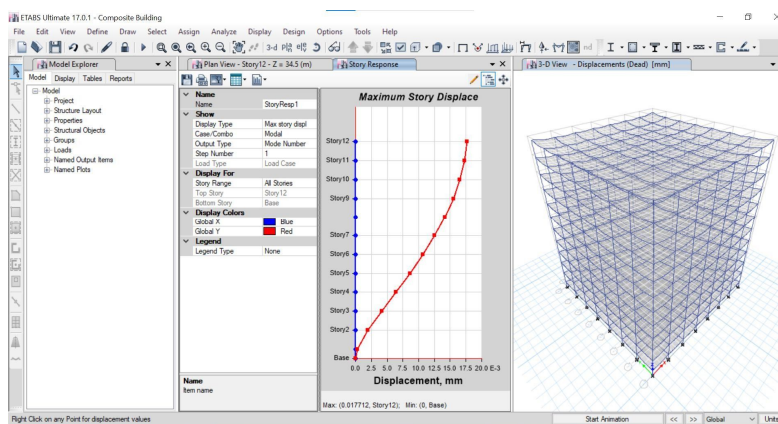 ETABS Ultimate 17.0.1 - Composite Building
File Edit View Define Draw Select Assign Analyze Display Design Options Tools Help
3-d
Model Explorer
Plan View - Story12 - Z = 34.5 (m)
Story Response
3-D View - Displacements (Dead) [mm]
Model Display Tables Reports
Model
Project
Structure Layout
Properties
Structural Objects
Groups
Loads
Named Output Items
Named Plots
Name
Name StoryResp1
Show
Display Type Max story displ
Case/Combo Modal
Output Type Mode Number
Step Number 1
Load Type Load Case
Display For
Story Range All Stories
Top Story Story12
Bottom Story Base
Display Colors
Global X Blue
Global Y Red
Legend
Legend Type None
Name
Item name
Maximum Story Displace
Story12
Story11
Story10
Story9
Story7
Story6
Story5
Story4
Story3
Story2
Base
0.0 2.5 5.0 7.5 10.0 12.5 15.0 17.5 20.0 E-3
Displacement, mm
Max: (0.017712, Story12); Min: (0, Base)
Right Click on any Point for displacement values
Start Animation << >> Global Units